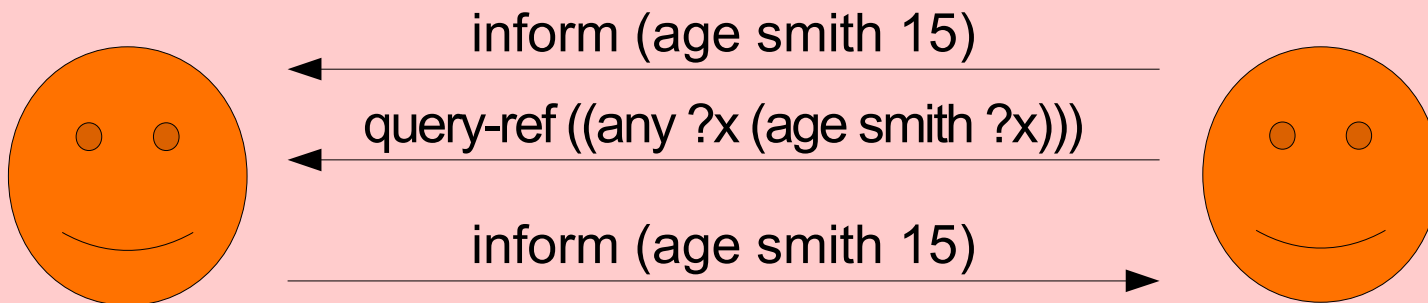 inform (age smith 15)
query-ref ((any ?x (age smith ?x)))
inform (age smith 15)